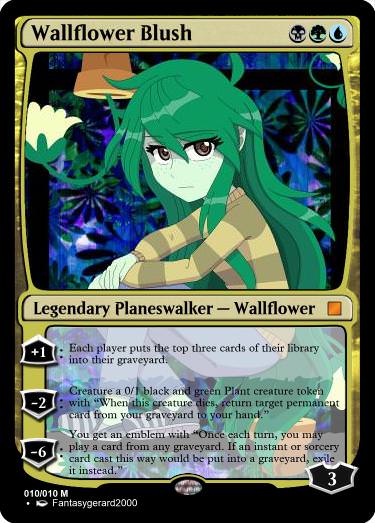 Wallflower Blush
Legendary Planeswalker — Wallflower
+1
: Each player puts the top three cards of their library
into their graveyard.
-2
: Creature a 0/1 black and green Plant creature token
with “When this creature dies, return target permanent
card from your graveyard to your hand.”
-6
: You get an emblem with “Once each turn, you may
play a card from any graveyard. If an instant or sorcery
card cast this way would be put into a graveyard, exile
it instead.”
3
010/010 M
• Fantasygerard2000